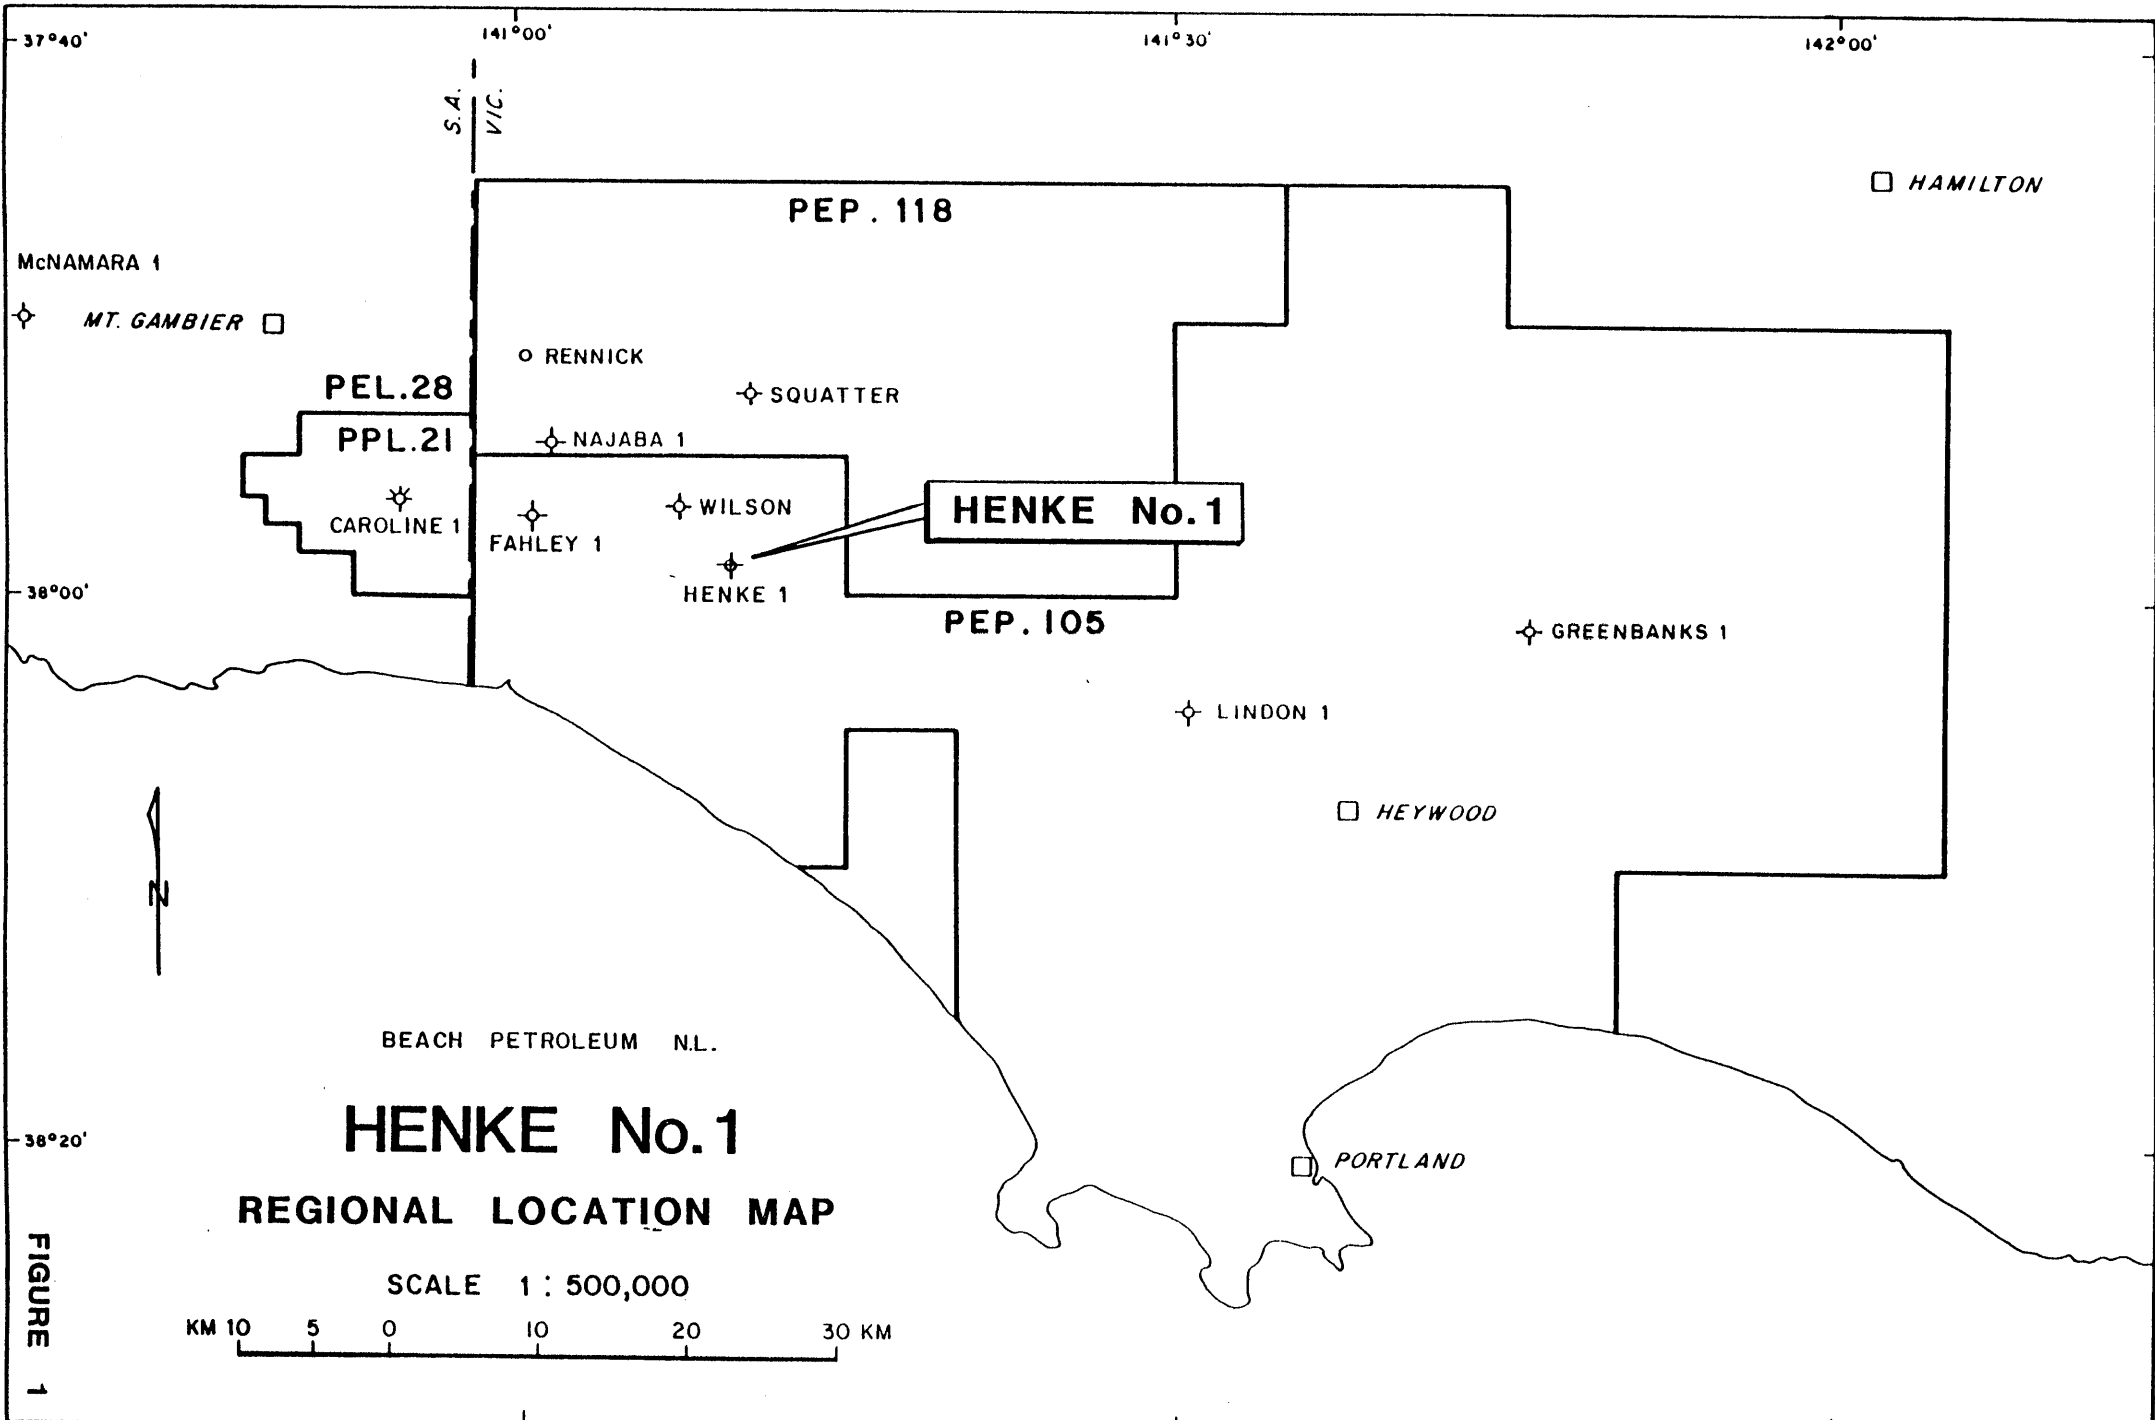 37°40'
141°00'
141°30'
142°00'
S.A.
VIC.
PEP. 118
HAMILTON
McNAMARA 1
MT. GAMBIER
RENNICK
PEL.28
SQUATTER
PPL.21
NAJABA 1
CAROLINE 1
FAHLEY 1
WILSON
HENKE No.1
HENKE 1
38°00'
PEP. 105
GREENBANKS 1
LINDON 1
HEYWOOD
N
BEACH PETROLEUM N.L.
HENKE No.1
38°20'
PORTLAND
REGIONAL LOCATION MAP
SCALE 1:500,000
KM 10 5 0 10 20 30 KM
FIGURE 1